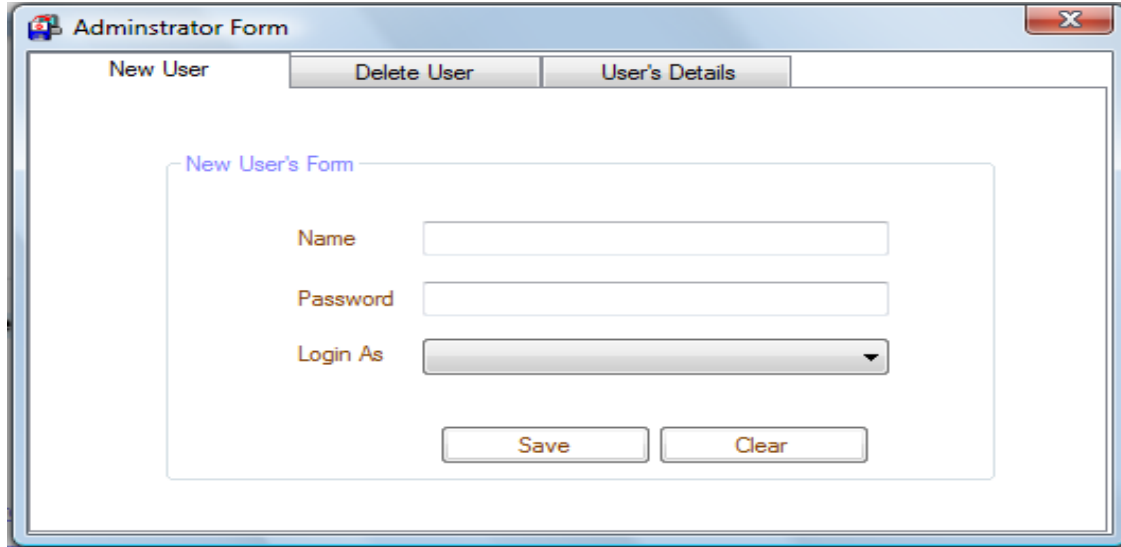 Adminstrator Form
New User Delete User User's Details
New User's Form
Name
Password
Login As
Save Clear